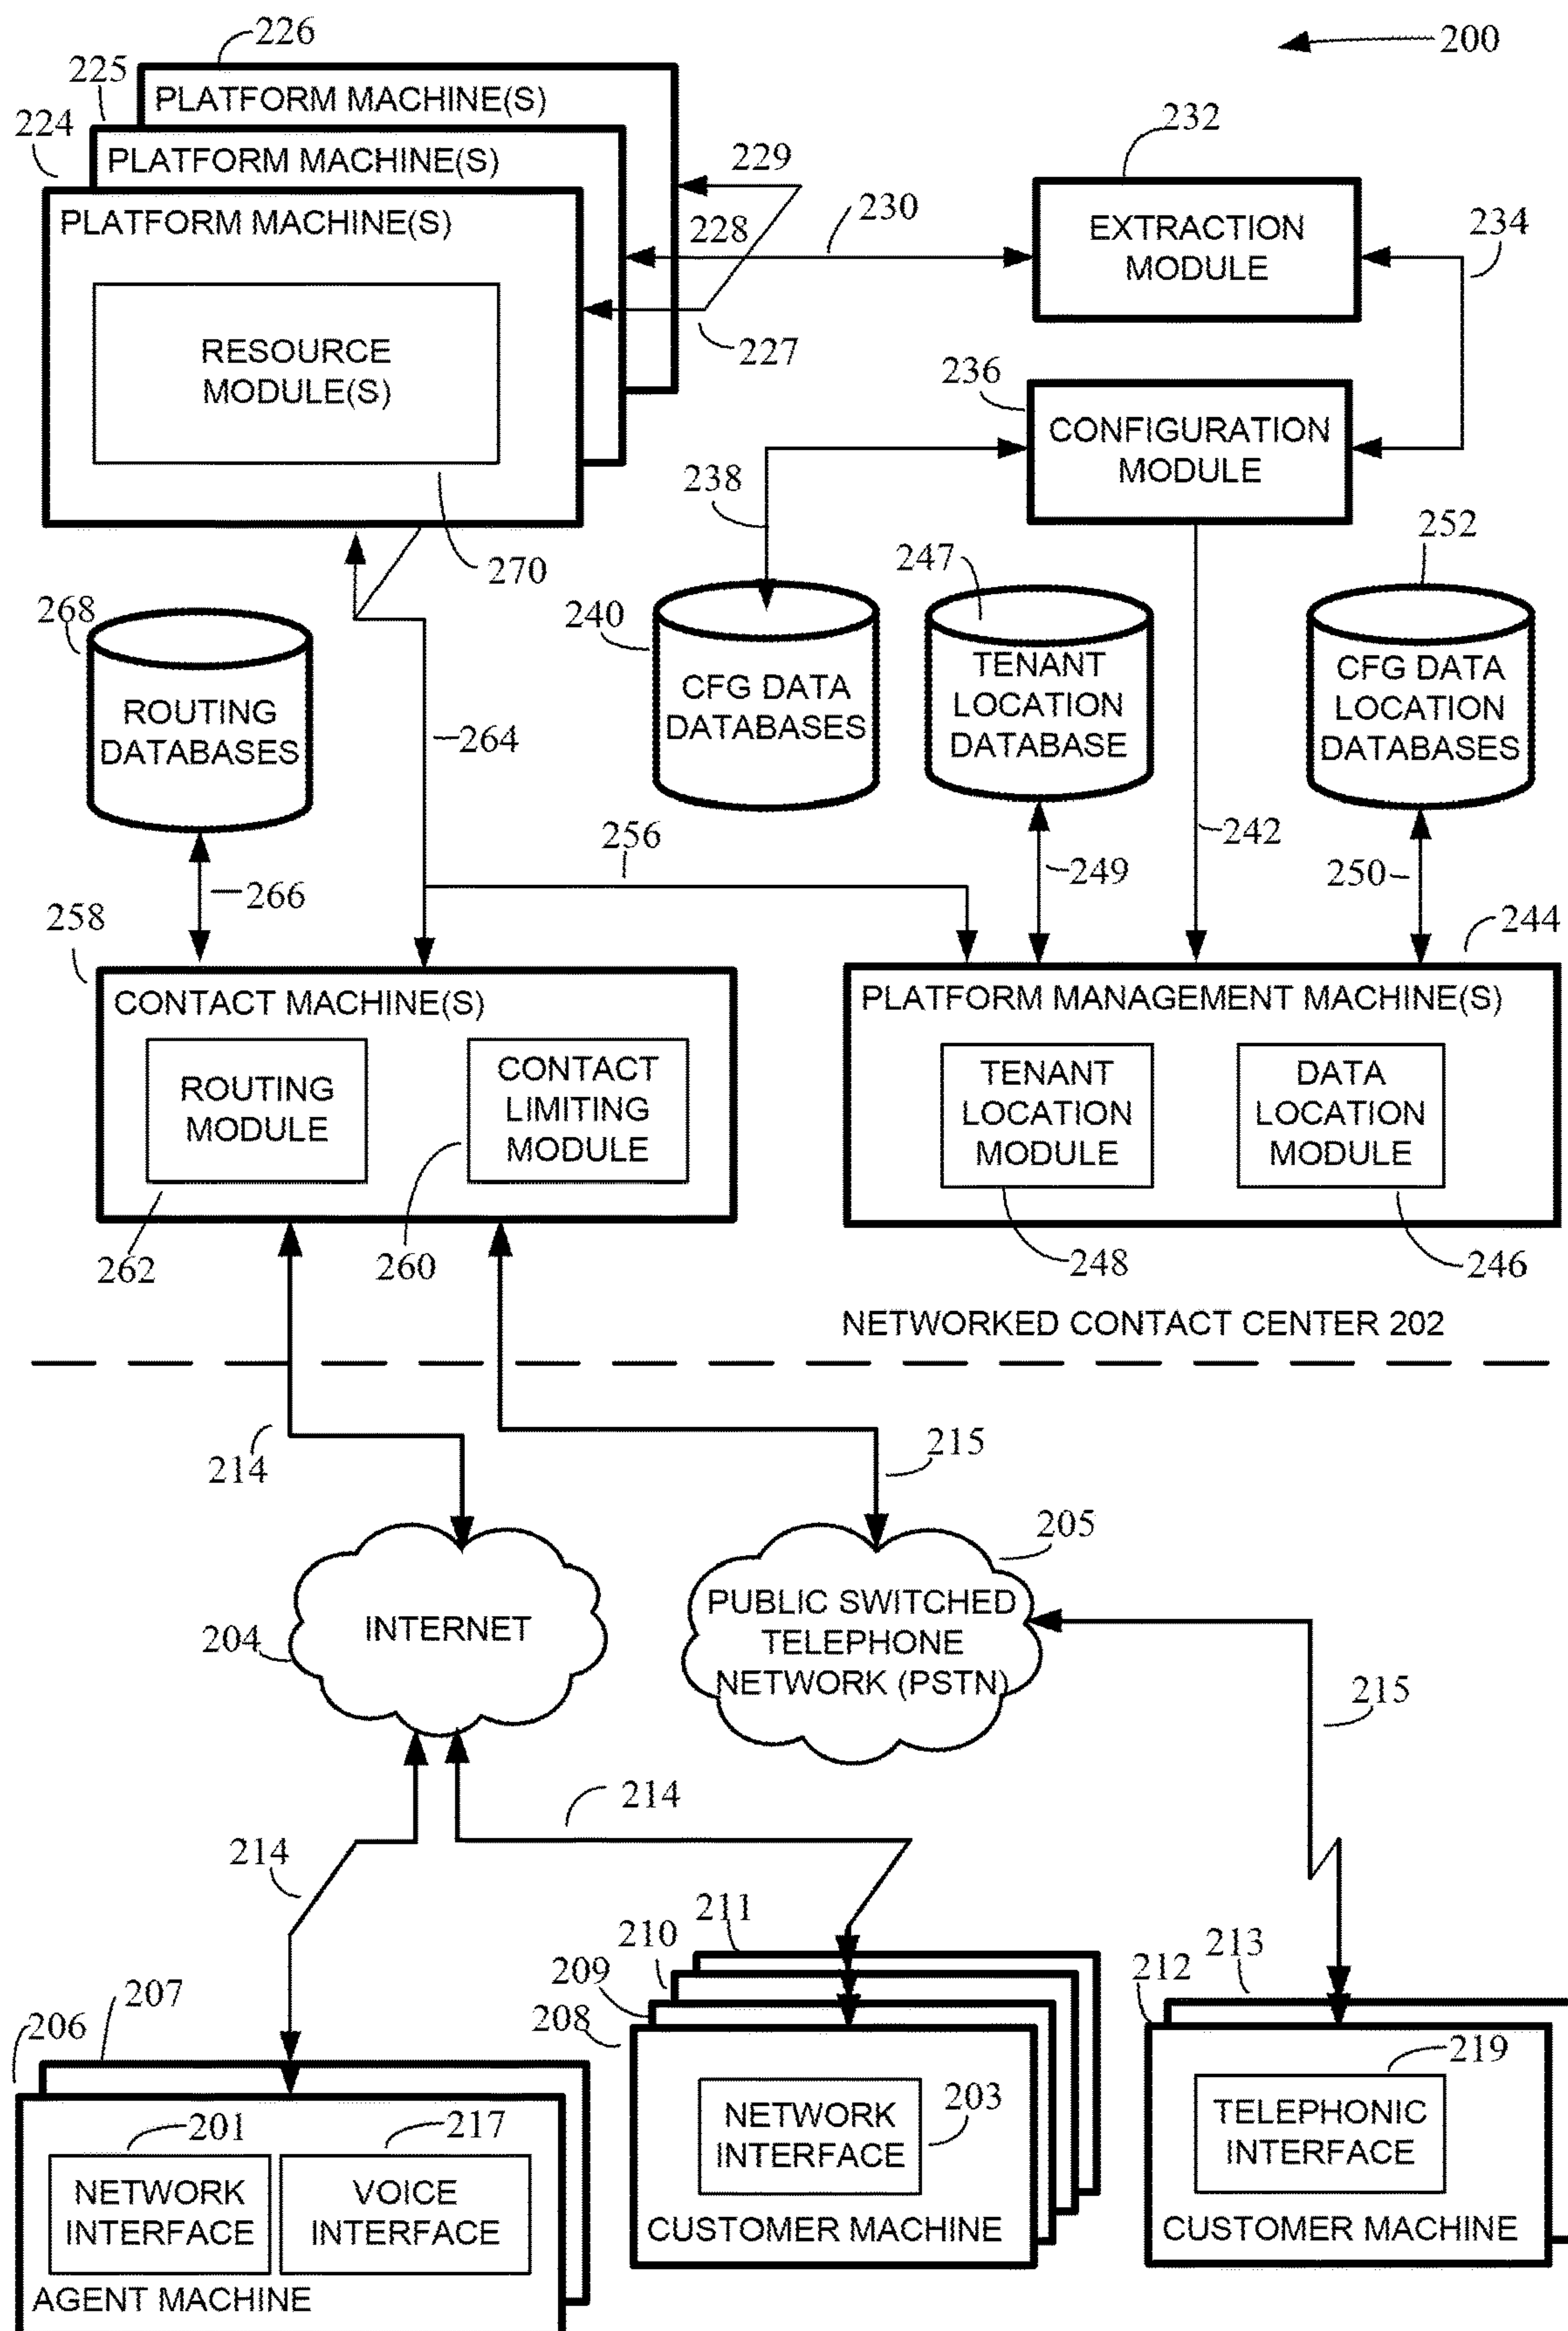 200
226
225
224
PLATFORM MACHINE(S)
PLATFORM MACHINE(S)
PLATFORM MACHINE(S)
RESOURCE
MODULE(S)
229
228
227
230
232
EXTRACTION
MODULE
234
236
CONFIGURATION
MODULE
238
270
268
ROUTING
DATABASES
264
240
CFG DATA
DATABASES
247
TENANT
LOCATION
DATABASE
252
CFG DATA
LOCATION
DATABASES
266
256
249
242
250
258
CONTACT MACHINE(S)
ROUTING
MODULE
CONTACT
LIMITING
MODULE
262
260
244
PLATFORM MANAGEMENT MACHINE(S)
TENANT
LOCATION
MODULE
DATA
LOCATION
MODULE
248
246
NETWORKED CONTACT CENTER 202
214
215
204
INTERNET
205
PUBLIC SWITCHED
TELEPHONE
NETWORK (PSTN)
215
214
214
207
206
201
217
NETWORK
INTERFACE
VOICE
INTERFACE
AGENT MACHINE
211
210
209
208
NETWORK
INTERFACE
203
CUSTOMER MACHINE
213
212
219
TELEPHONIC
INTERFACE
CUSTOMER MACHINE